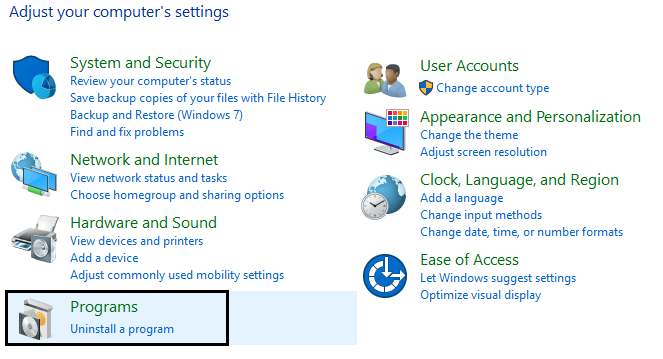 Adjust your computer's settings
System and Security
Review your computer's status
Save backup copies of your files with File History
Backup and Restore (Windows 7)
Find and fix problems
Network and Internet
View network status and tasks
Choose homegroup and sharing options
Hardware and Sound
View devices and printers
Add a device
Adjust commonly used mobility settings
Programs
Uninstall a program
User Accounts
Change account type
Appearance and Personalization
Change the theme
Adjust screen resolution
Clock, Language, and Region
Add a language
Change input methods
Change date, time, or number formats
Ease of Access
Let Windows suggest settings
Optimize visual display